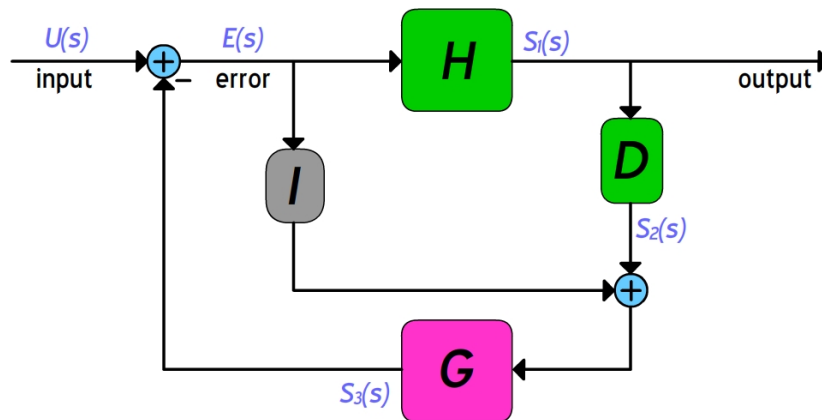 U(s) E(s) H S₁(s)
input error output
I D
S₂(s)
S₃(s) G